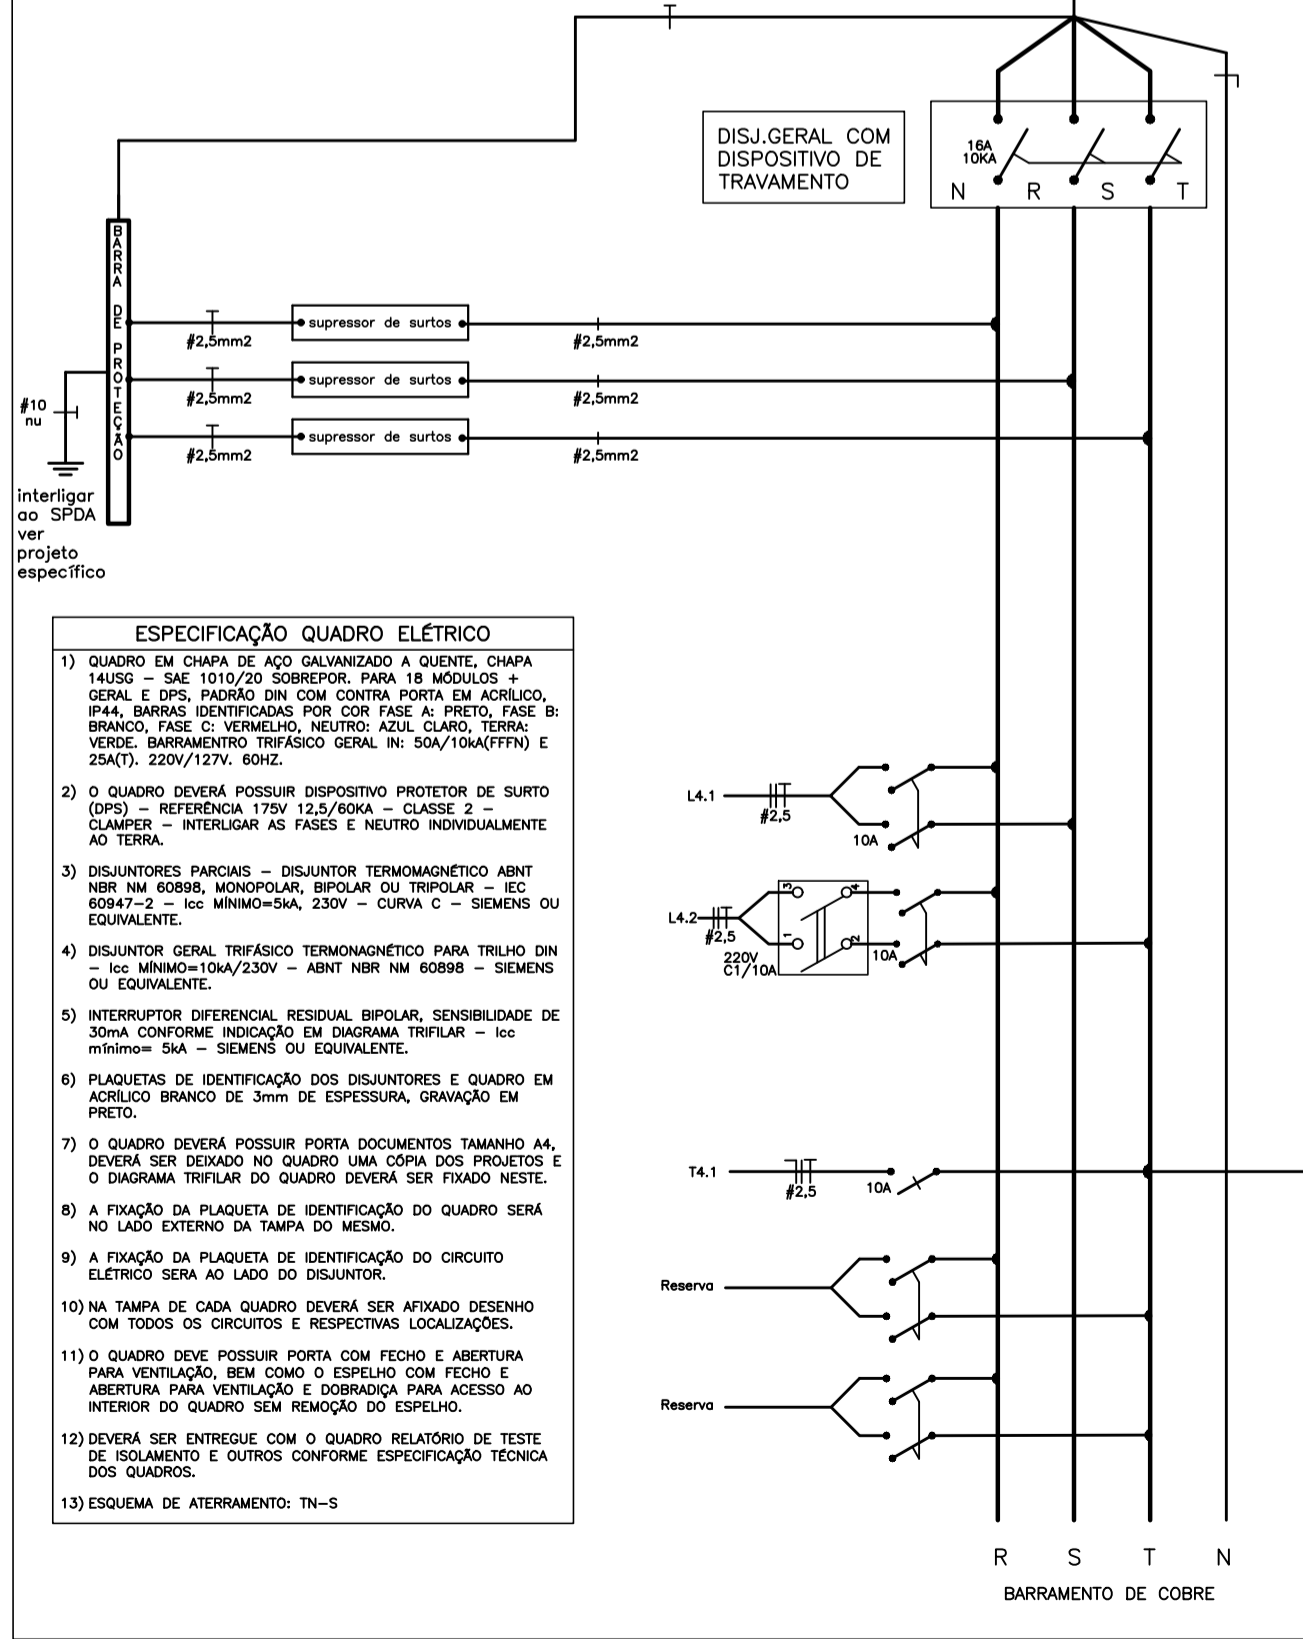 DISJ.GERAL COM
DISPOSITIVO DE
TRAVAMENTO
16A
10KA
N R S T
BARRA DE PROTEÇÃO
supressor de surtos
#2,5mm2
#2,5mm2
supressor de surtos
#2,5mm2
#2,5mm2
supressor de surtos
#2,5mm2
#2,5mm2
#10
nu
interligar
ao SPDA
ver
projeto
específico
ESPECIFICAÇÃO QUADRO ELÉTRICO
1) QUADRO EM CHAPA DE AÇO GALVANIZADO A QUENTE, CHAPA
14USG – SAE 1010/20 SOBREPOR. PARA 18 MÓDULOS +
GERAL E DPS, PADRÃO DIN COM CONTRA PORTA EM ACRÍLICO,
IP44, BARRAS IDENTIFICADAS POR COR FASE A: PRETO, FASE B:
BRANCO, FASE C: VERMELHO, NEUTRO: AZUL CLARO, TERRA:
VERDE. BARRAMENTRO TRIFÁSICO GERAL IN: 50A/10kA(FFFN) E
25A(T). 220V/127V. 60HZ.
2) O QUADRO DEVERÁ POSSUIR DISPOSITIVO PROTETOR DE SURTO
(DPS) – REFERÊNCIA 175V 12,5/60KA – CLASSE 2 –
CLAMPER – INTERLIGAR AS FASES E NEUTRO INDIVIDUALMENTE
AO TERRA.
3) DISJUNTORES PARCIAIS – DISJUNTOR TERMOMAGNÉTICO ABNT
NBR NM 60898, MONOPOLAR, BIPOLAR OU TRIPOLAR – IEC
60947-2 – Icc MÍNIMO=5kA, 230V – CURVA C – SIEMENS OU
EQUIVALENTE.
4) DISJUNTOR GERAL TRIFÁSICO TERMONAGNÉTICO PARA TRILHO DIN
– Icc MÍNIMO=10kA/230V – ABNT NBR NM 60898 – SIEMENS
OU EQUIVALENTE.
5) INTERRUPTOR DIFERENCIAL RESIDUAL BIPOLAR, SENSIBILIDADE DE
30mA CONFORME INDICAÇÃO EM DIAGRAMA TRIFILAR – Icc
mínimo= 5kA – SIEMENS OU EQUIVALENTE.
6) PLAQUETAS DE IDENTIFICAÇÃO DOS DISJUNTORES E QUADRO EM
ACRÍLICO BRANCO DE 3mm DE ESPESSURA, GRAVAÇÃO EM
PRETO.
7) O QUADRO DEVERÁ POSSUIR PORTA DOCUMENTOS TAMANHO A4,
DEVERÁ SER DEIXADO NO QUADRO UMA CÓPIA DOS PROJETOS E
O DIAGRAMA TRIFILAR DO QUADRO DEVERÁ SER FIXADO NESTE.
8) A FIXAÇÃO DA PLAQUETA DE IDENTIFICAÇÃO DO QUADRO SERÁ
NO LADO EXTERNO DA TAMPA DO MESMO.
9) A FIXAÇÃO DA PLAQUETA DE IDENTIFICAÇÃO DO CIRCUITO
ELÉTRICO SERA AO LADO DO DISJUNTOR.
10) NA TAMPA DE CADA QUADRO DEVERÁ SER AFIXADO DESENHO
COM TODOS OS CIRCUITOS E RESPECTIVAS LOCALIZAÇÕES.
11) O QUADRO DEVE POSSUIR PORTA COM FECHO E ABERTURA
PARA VENTILAÇÃO, BEM COMO O ESPELHO COM FECHO E
ABERTURA PARA VENTILAÇÃO E DOBRADIÇA PARA ACESSO AO
INTERIOR DO QUADRO SEM REMOÇÃO DO ESPELHO.
12) DEVERÁ SER ENTREGUE COM O QUADRO RELATÓRIO DE TESTE
DE ISOLAMENTO E OUTROS CONFORME ESPECIFICAÇÃO TÉCNICA
DOS QUADROS.
13) ESQUEMA DE ATERRAMENTO: TN–S
L4.1
#2,5
10A
L4.2
#2,5
3 4
1 2
220V
C1/10A
10A
T4.1
#2,5
10A
Reserva
Reserva
R S T N
BARRAMENTO DE COBRE